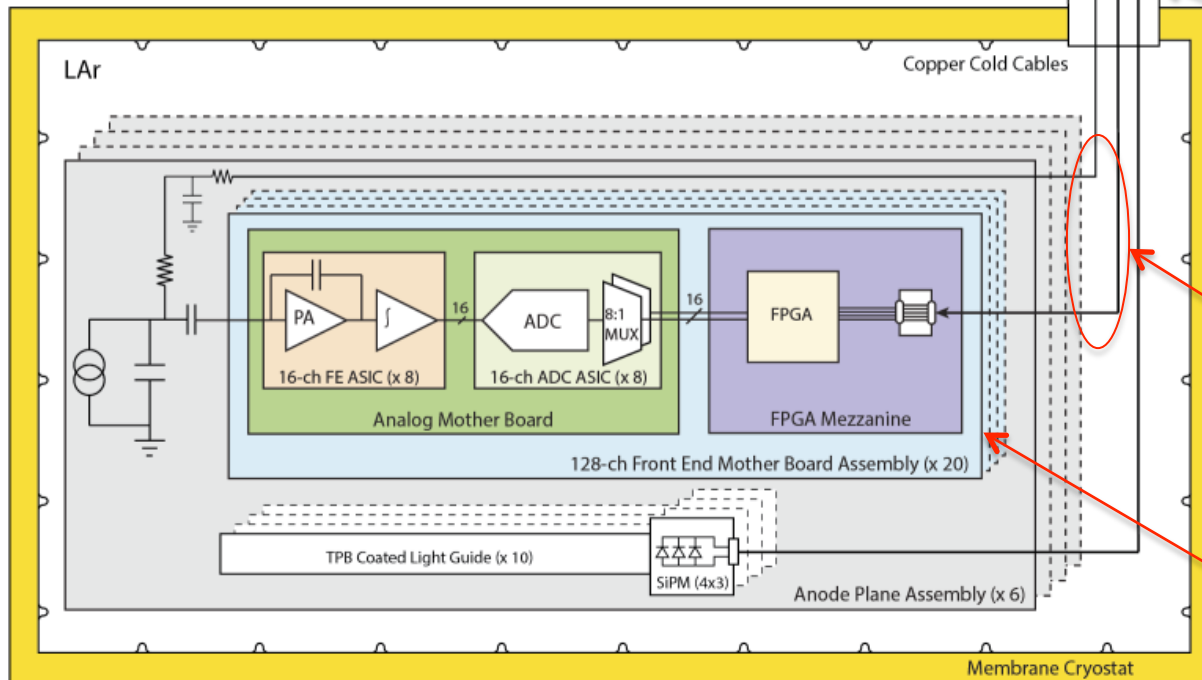 LAr
Copper Cold Cables
PA
∫
16
ADC
8:1
MUX
16
FPGA
16-ch FE ASIC (x 8)
16-ch ADC ASIC (x 8)
Analog Mother Board
FPGA Mezzanine
128-ch Front End Mother Board Assembly (x 20)
TPB Coated Light Guide (x 10)
SiPM (4x3)
Anode Plane Assembly (x 6)
Membrane Cryostat